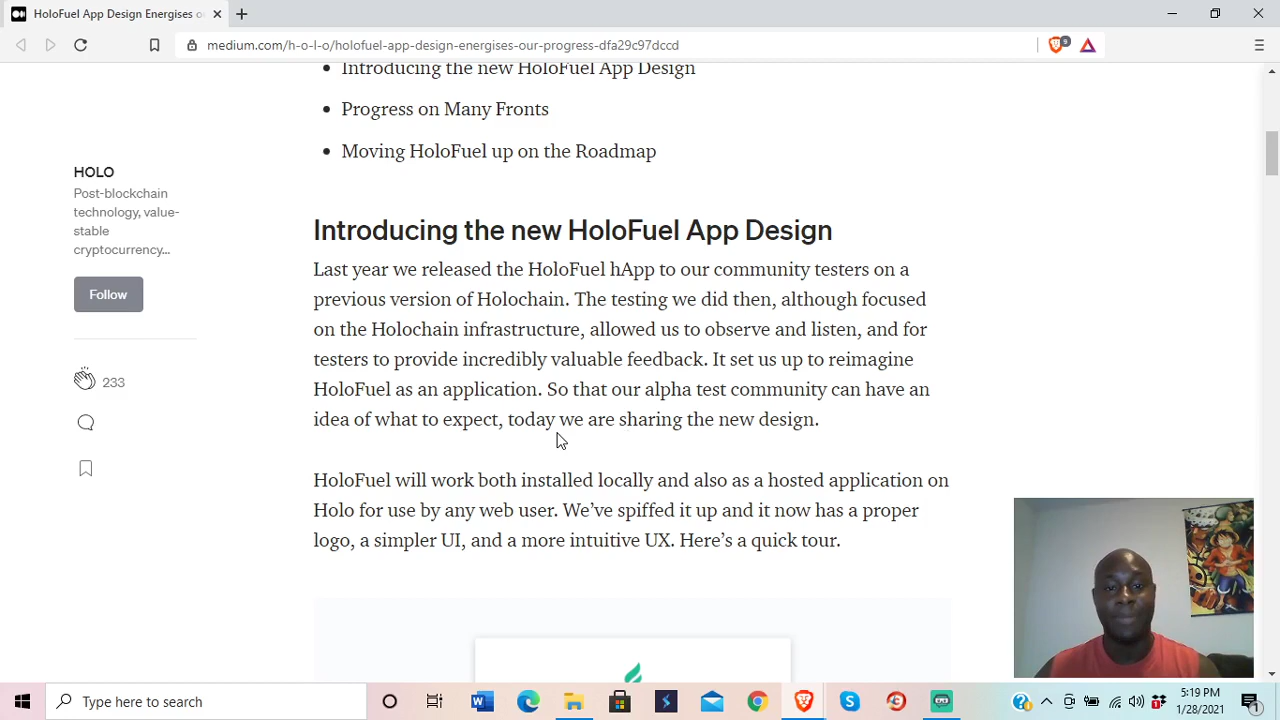 HoloFuel App Design Energises o
medium.com/h-o-l-o/holofuel-app-design-energises-our-progress-dfa29c97dccd
9
Introducing the new HoloFuel App Design
Progress on Many Fronts
Moving HoloFuel up on the Roadmap
HOLO
Post-blockchain
technology, value-
stable
cryptocurrency...
Follow
233
Introducing the new HoloFuel App Design
Last year we released the HoloFuel hApp to our community testers on a
previous version of Holochain. The testing we did then, although focused
on the Holochain infrastructure, allowed us to observe and listen, and for
testers to provide incredibly valuable feedback. It set us up to reimagine
HoloFuel as an application. So that our alpha test community can have an
idea of what to expect, today we are sharing the new design.
HoloFuel will work both installed locally and also as a hosted application on
Holo for use by any web user. We’ve spiffed it up and it now has a proper
logo, a simpler UI, and a more intuitive UX. Here’s a quick tour.
Type here to search
5:19 PM
1/28/2021
1